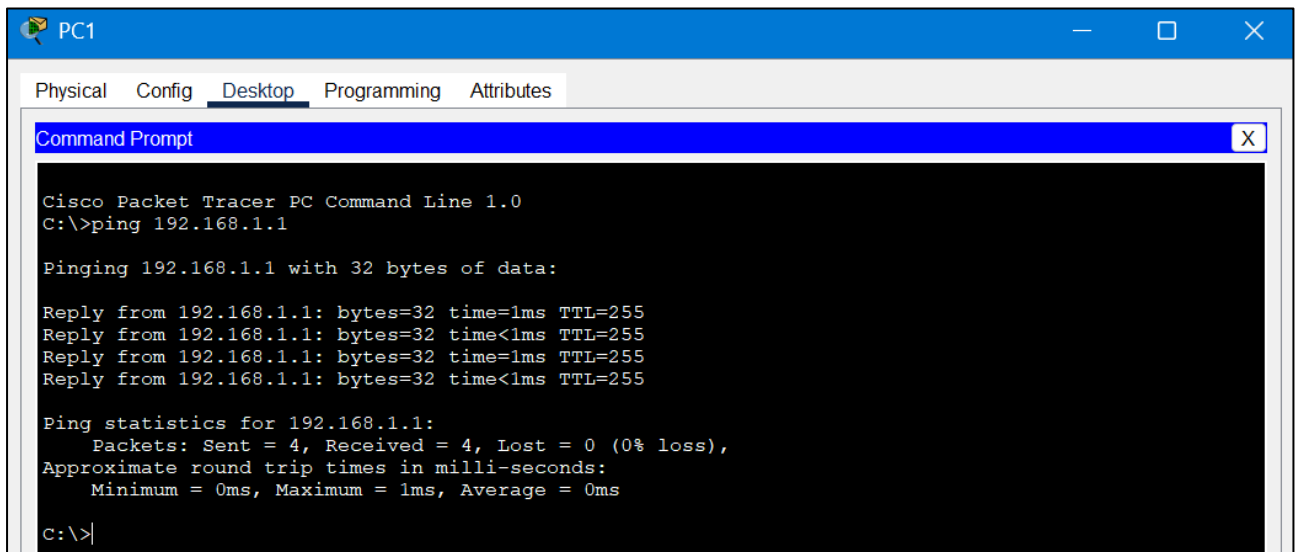 PC1
Physical Config Desktop Programming Attributes
Command Prompt X
Cisco Packet Tracer PC Command Line 1.0
C:\>ping 192.168.1.1
Pinging 192.168.1.1 with 32 bytes of data:
Reply from 192.168.1.1: bytes=32 time=1ms TTL=255
Reply from 192.168.1.1: bytes=32 time<1ms TTL=255
Reply from 192.168.1.1: bytes=32 time=1ms TTL=255
Reply from 192.168.1.1: bytes=32 time<1ms TTL=255
Ping statistics for 192.168.1.1:
Packets: Sent = 4, Received = 4, Lost = 0 (0% loss),
Approximate round trip times in milli-seconds:
Minimum = 0ms, Maximum = 1ms, Average = 0ms
C:\>